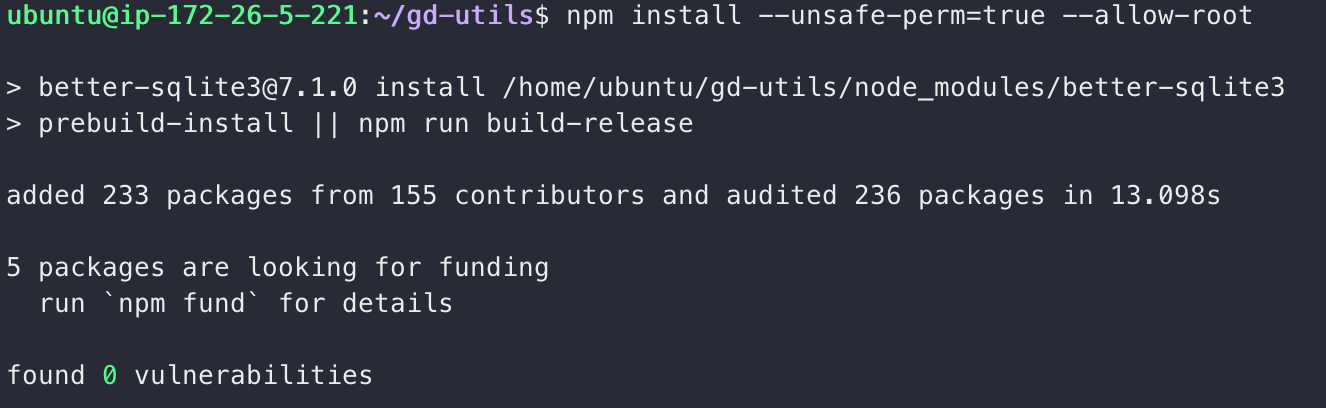 ubuntu@ip-172-26-5-221:~/gd-utils$ npm install --unsafe-perm=true --allow-root
> better-sqlite3@7.1.0 install /home/ubuntu/gd-utils/node_modules/better-sqlite3
> prebuild-install || npm run build-release
added 233 packages from 155 contributors and audited 236 packages in 13.098s
5 packages are looking for funding
  run `npm fund` for details
found 0 vulnerabilities